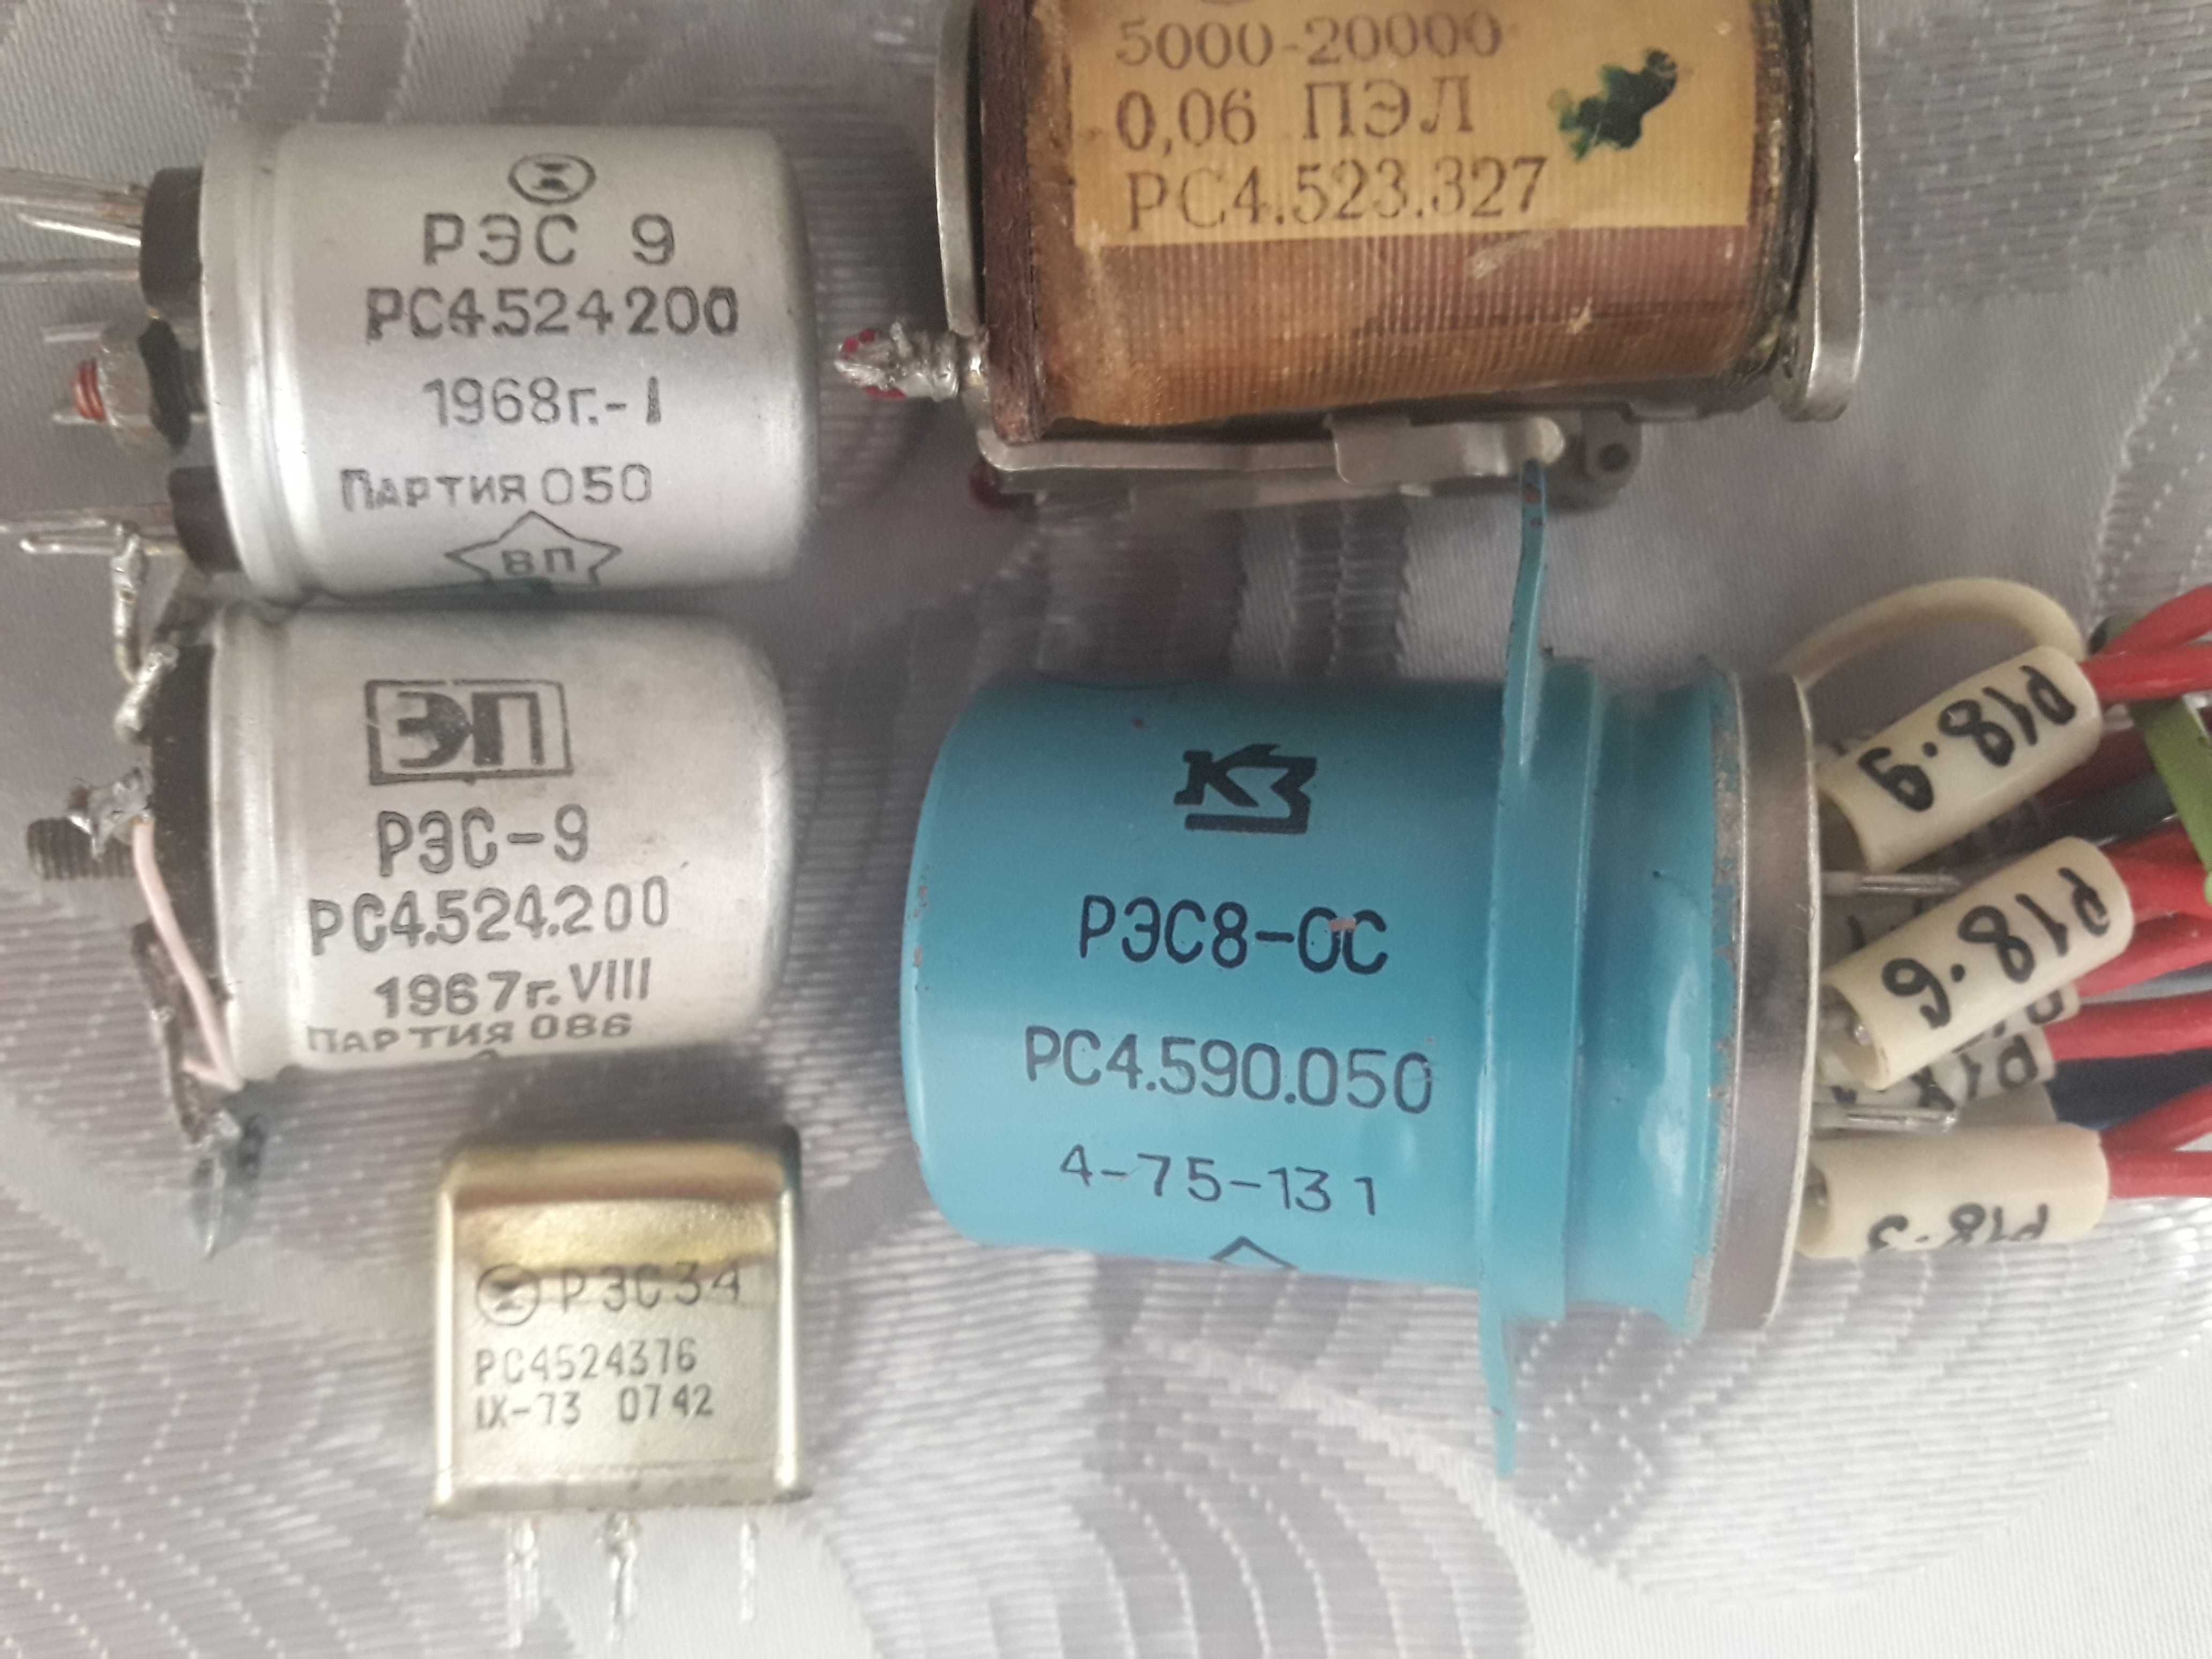 РЭС 9
РС4.524200
1968г.-I
ПАРТИЯ 050
ВП
5000-20000
0,06 ПЭЛ
РС4.523.327
ЭП
РЭС-9
РС4.524.200
1967г. VIII
ПАРТИЯ 086
КЗ
РЭС8-ОС
РС4.590.050
4-75-131
Р18·9
Р18·6
Р18·3
РЭС34
РС4524376
IX-73 0742